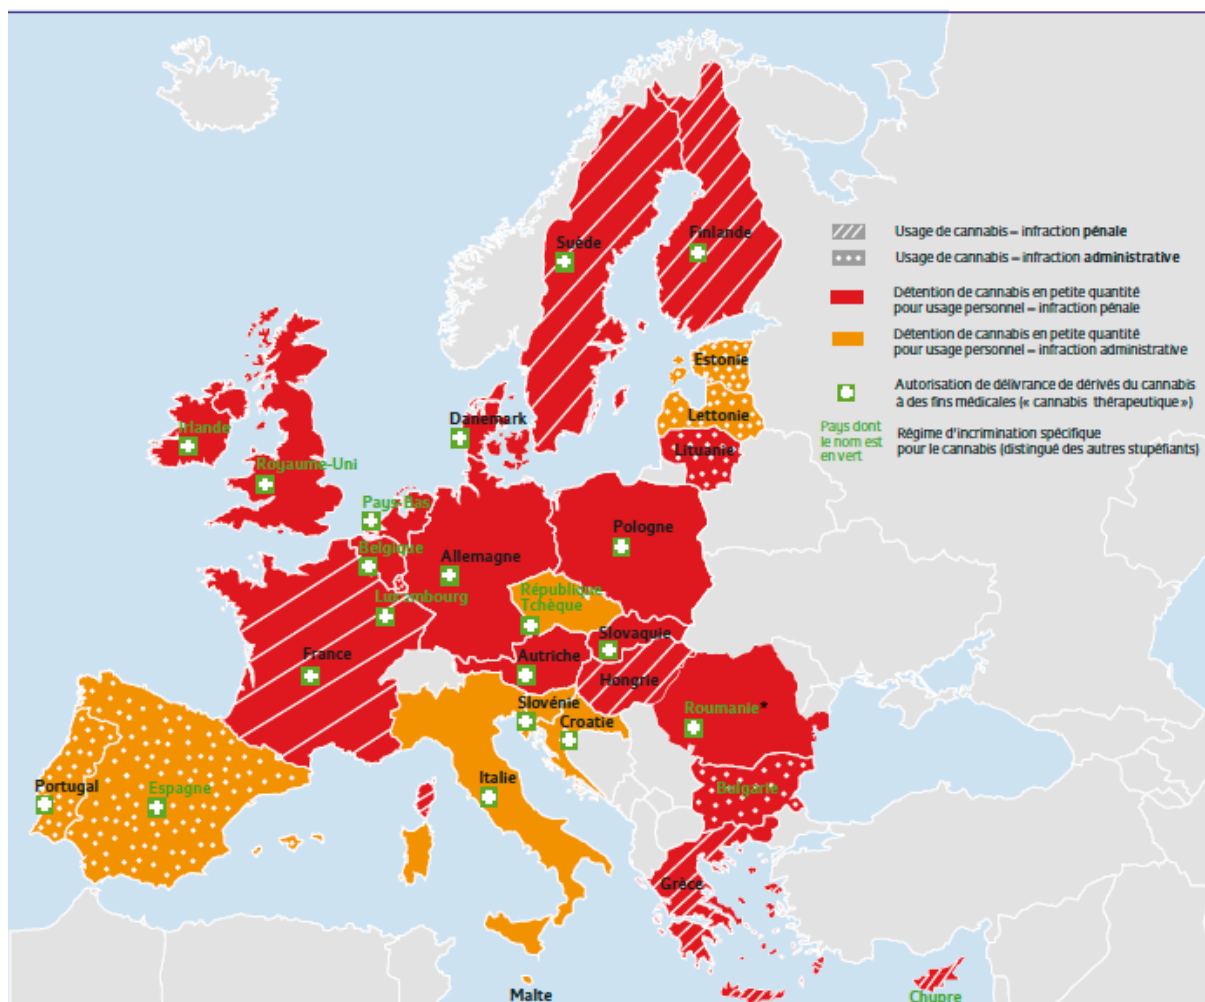 Suède
Finlande
Usage de cannabis = infraction pénale
Usage de cannabis = infraction administrative
Détention de cannabis en petite quantité
pour usage personnel = infraction pénale
Détention de cannabis en petite quantité
pour usage personnel = infraction administrative
Autorisation de délivrance de dérivés du cannabis
à des fins médicales (« cannabis thérapeutique »)
Pays dont
le nom est
en vert
Régime d'incrimination spécifique
pour le cannabis (distingué des autres stupéfiants)
Estonie
Lettonie
Lituanie
Danemark
Irlande
Royaume-Uni
Pays-Bas
Belgique
Allemagne
Pologne
Luxembourg
République
Tchèque
Slovaquie
France
Autriche
Hongrie
Slovénie
Croatie
Roumanie*
Portugal
Espagne
Italie
Bulgarie
Grèce
Malte
Chypre